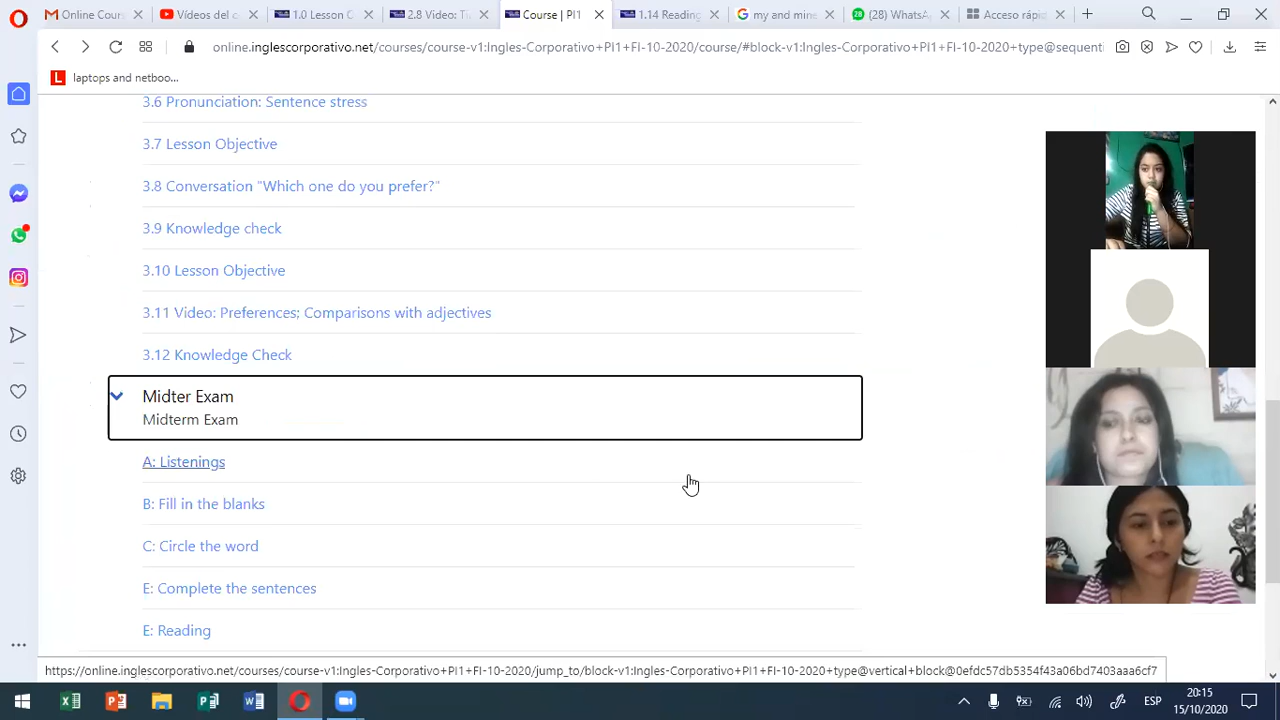 Online Cours
Vídeos del c
1.0 Lesson C
2.8 Video: Ti
Course | PI1
1.14 Reading
my and mine
(28) WhatsA
Acceso rápi
online.inglescorporativo.net/courses/course-v1:Ingles-Corporativo+PI1+FI-10-2020/course/#block-v1:Ingles-Corporativo+PI1+FI-10-2020+type@sequenti
L laptops and netboo...
3.6 Pronunciation: Sentence stress
3.7 Lesson Objective
3.8 Conversation "Which one do you prefer?"
3.9 Knowledge check
3.10 Lesson Objective
3.11 Video: Preferences; Comparisons with adjectives
3.12 Knowledge Check
Midter Exam
Midterm Exam
A: Listenings
B: Fill in the blanks
C: Circle the word
E: Complete the sentences
E: Reading
https://online.inglescorporativo.net/courses/course-v1:Ingles-Corporativo+PI1+FI-10-2020/jump_to/block-v1:Ingles-Corporativo+PI1+FI-10-2020+type@vertical+block@0efdc57db5354f43a06bd7403aaa6cf7
ESP
20:15
15/10/2020